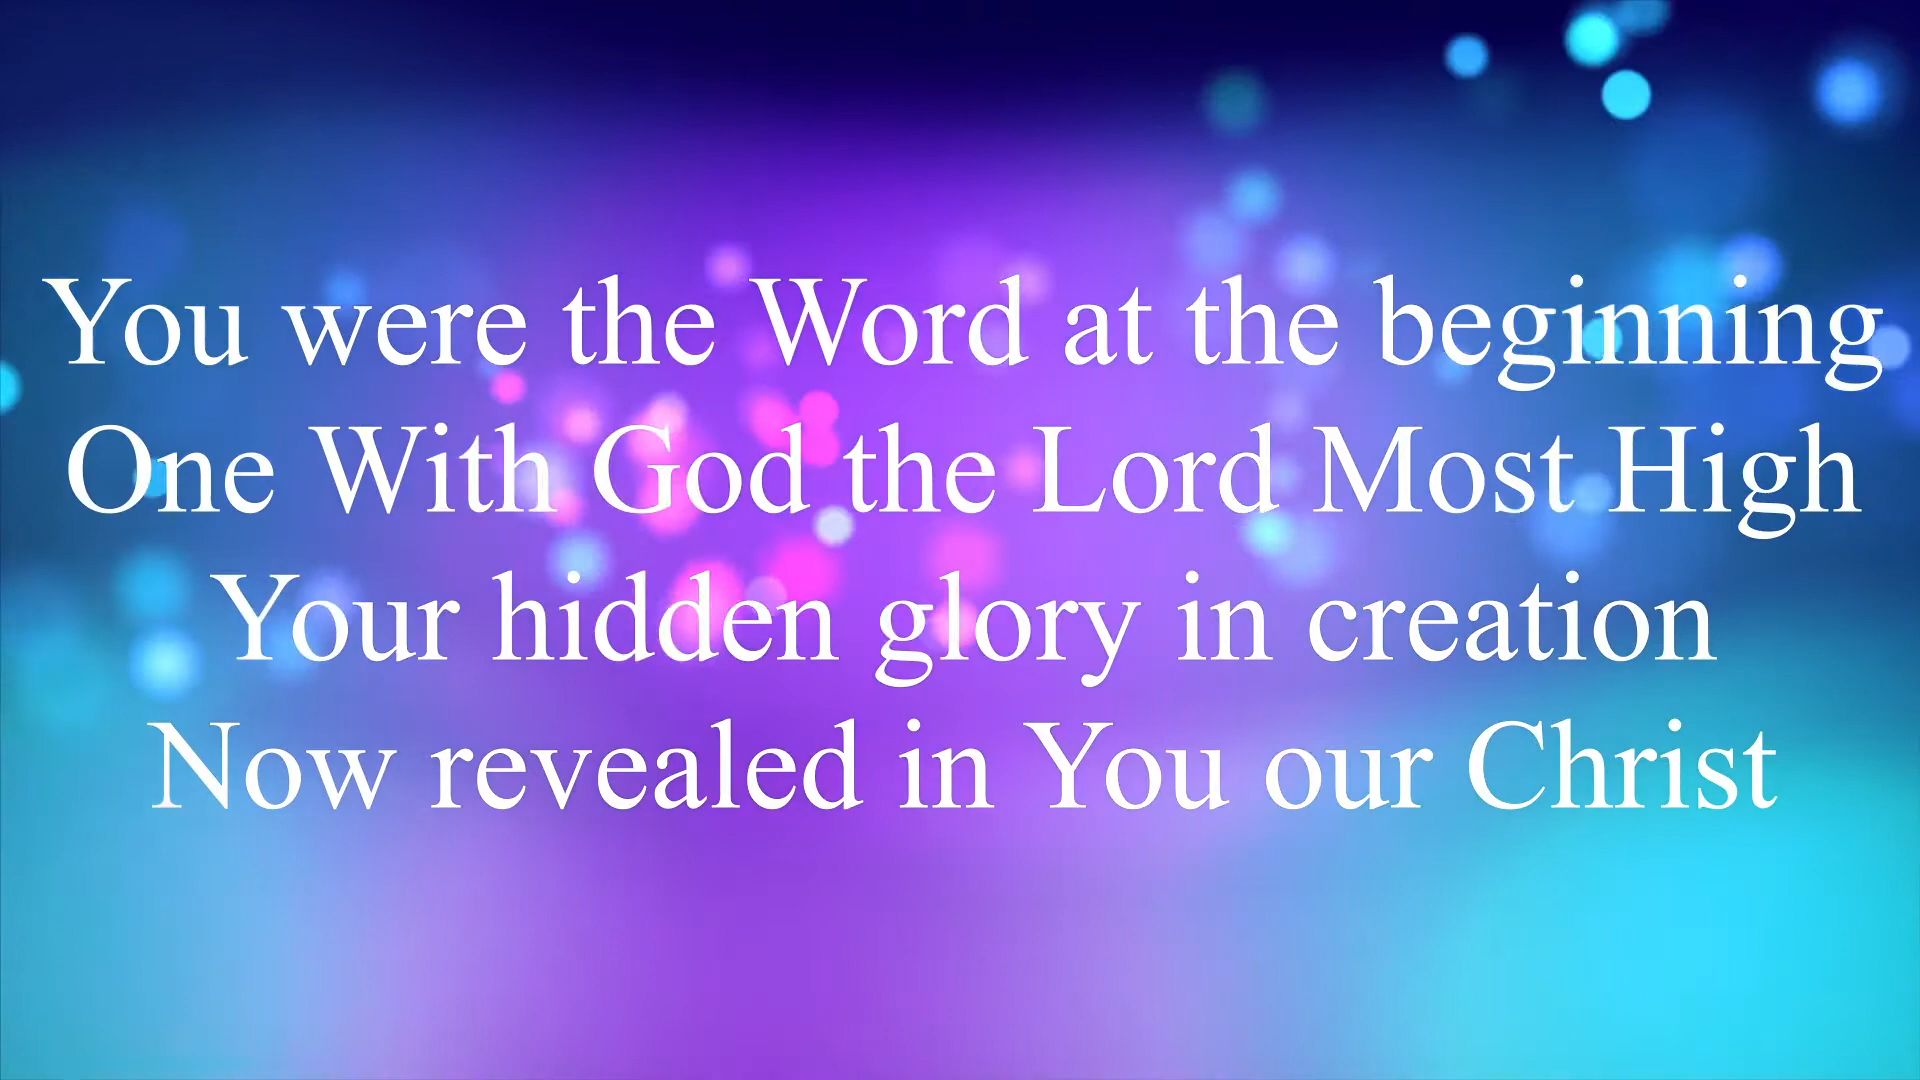 You were the Word at the beginning
One With God the Lord Most High
Your hidden glory in creation
Now revealed in You our Christ